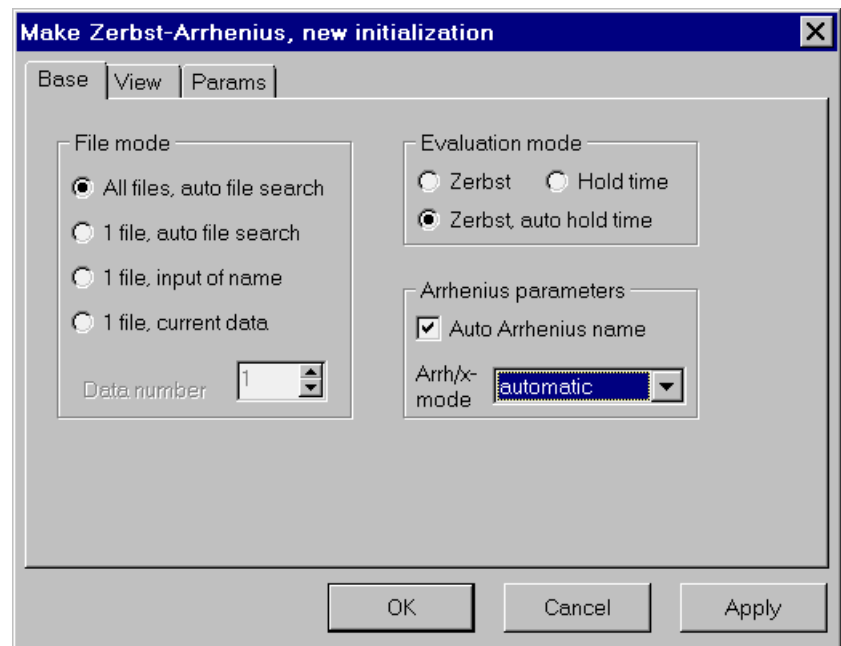 Make Zerbst-Arrhenius, new initialization
Base View Params
File mode
All files, auto file search
1 file, auto file search
1 file, input of name
1 file, current data
Data number 1
Evaluation mode
Zerbst Hold time
Zerbst, auto hold time
Arrhenius parameters
Auto Arrhenius name
Arrh/x-
mode automatic
OK Cancel Apply